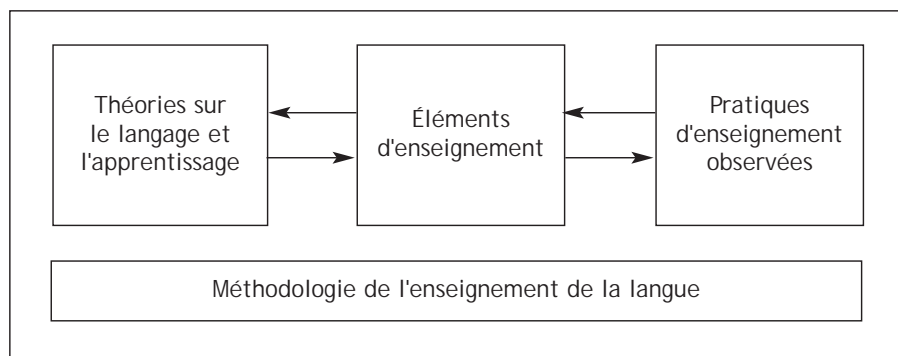 Théories sur
le langage et
l'apprentissage
Éléments
d'enseignement
Pratiques
d'enseignement
observées
Méthodologie de l'enseignement de la langue